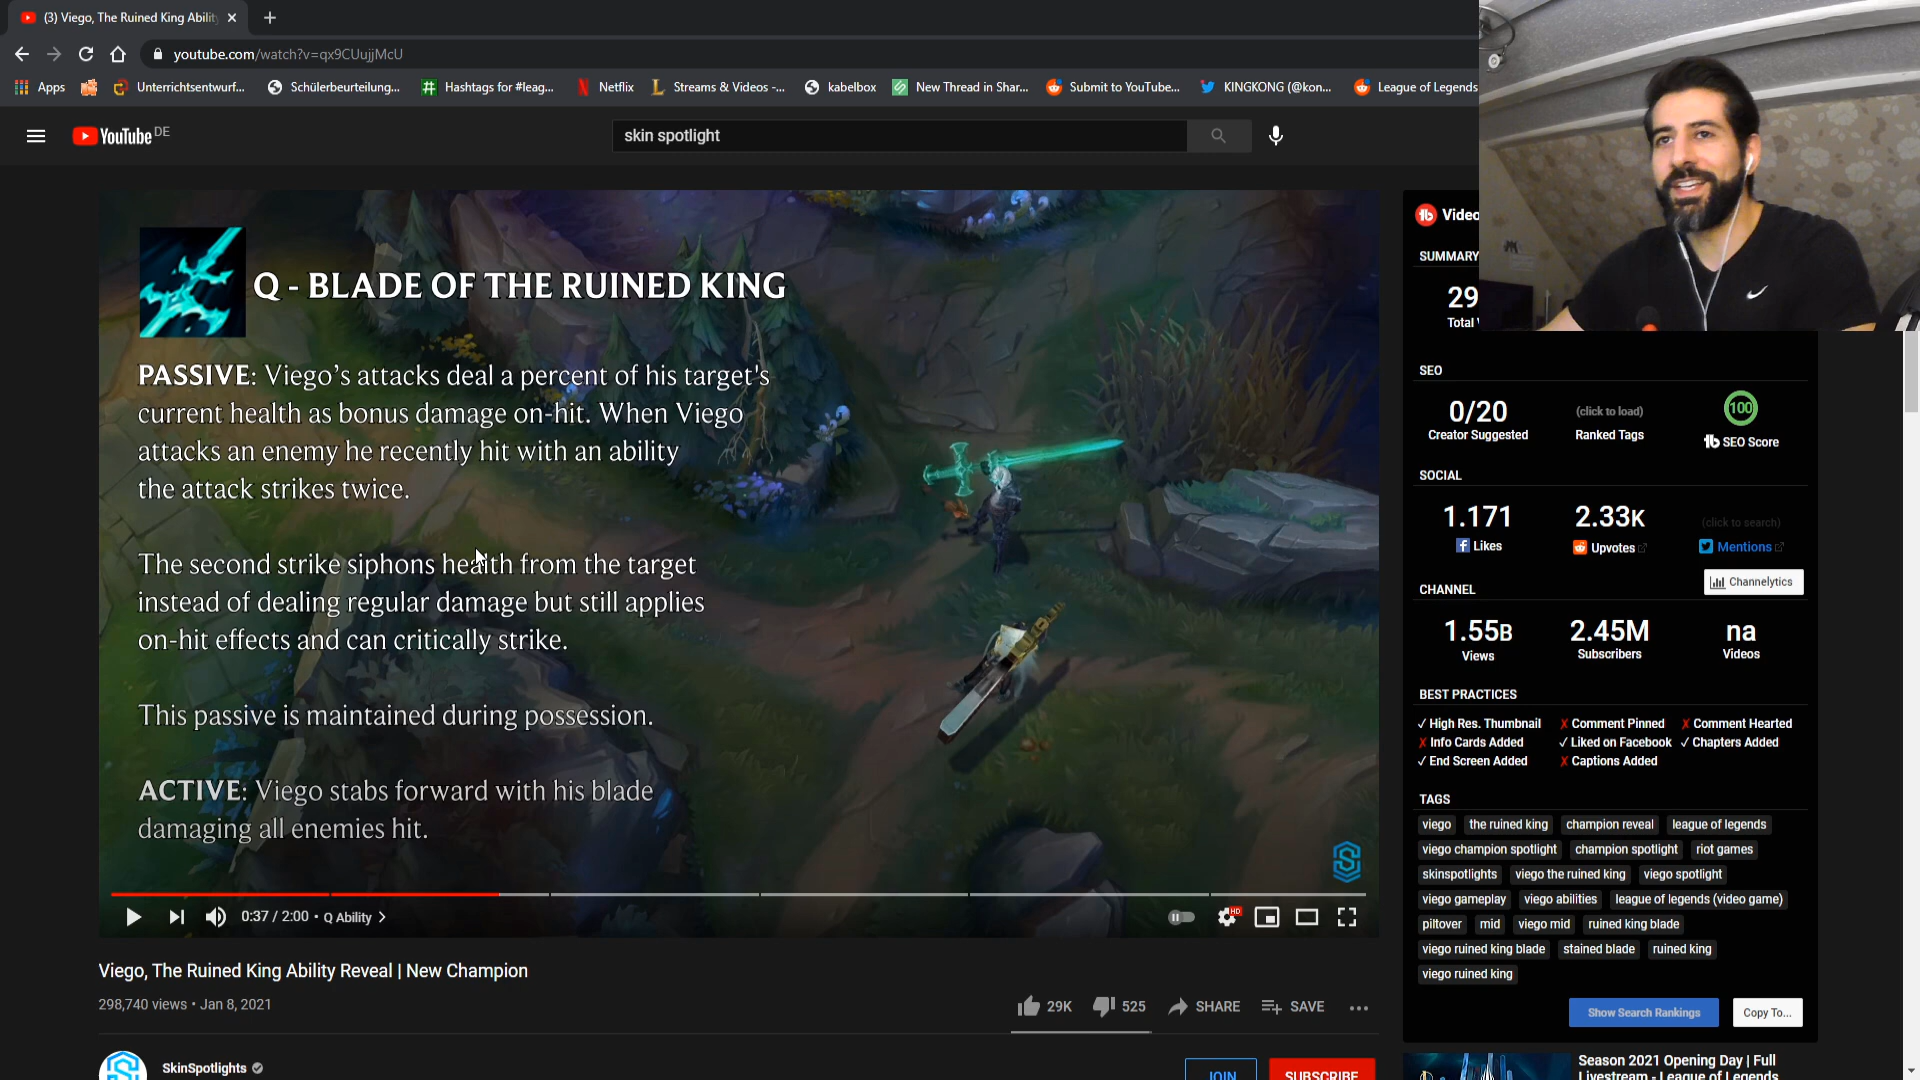 (3) Viego, The Ruined King Abilit
youtube.com/watch?v=qx9CUujjMcU
Apps
Unterrichtsentwurf...
Schülerbeurteilung...
Hashtags for #leag...
Netflix
Streams & Videos -...
kabelbox
New Thread in Shar...
Submit to YouTube...
KINGKONG (@kon...
League of Legends
YouTube DE
skin spotlight
Q - BLADE OF THE RUINED KING
PASSIVE: Viego's attacks deal a percent of his target's
current health as bonus damage on-hit. When Viego
attacks an enemy he recently hit with an ability
the attack strikes twice.
The second strike siphons health from the target
instead of dealing regular damage but still applies
on-hit effects and can critically strike.
This passive is maintained during possession.
ACTIVE: Viego stabs forward with his blade
damaging all enemies hit.
0:37 / 2:00 • Q Ability
HD
Viego, The Ruined King Ability Reveal | New Champion
298,740 views • Jan 8, 2021
29K
525
SHARE
SAVE
SkinSpotlights
JOIN
SUBSCRIBE
Video
SUMMARY
29
Total
SEO
0/20
Creator Suggested
(click to load)
Ranked Tags
100
SEO Score
SOCIAL
1.171
Likes
2.33K
Upvotes
(click to search)
Mentions
Channelytics
CHANNEL
1.55B
Views
2.45M
Subscribers
na
Videos
BEST PRACTICES
✓ High Res. Thumbnail ✗ Comment Pinned ✗ Comment Hearted
✗ Info Cards Added ✓ Liked on Facebook ✓ Chapters Added
✓ End Screen Added ✗ Captions Added
TAGS
viego the ruined king champion reveal league of legends
viego champion spotlight champion spotlight riot games
skinspotlights viego the ruined king viego spotlight
viego gameplay viego abilities league of legends (video game)
piltover mid viego mid ruined king blade
viego ruined king blade stained blade ruined king
viego ruined king
Show Search Rankings
Copy To...
Season 2021 Opening Day | Full
Livestream - League of Legends